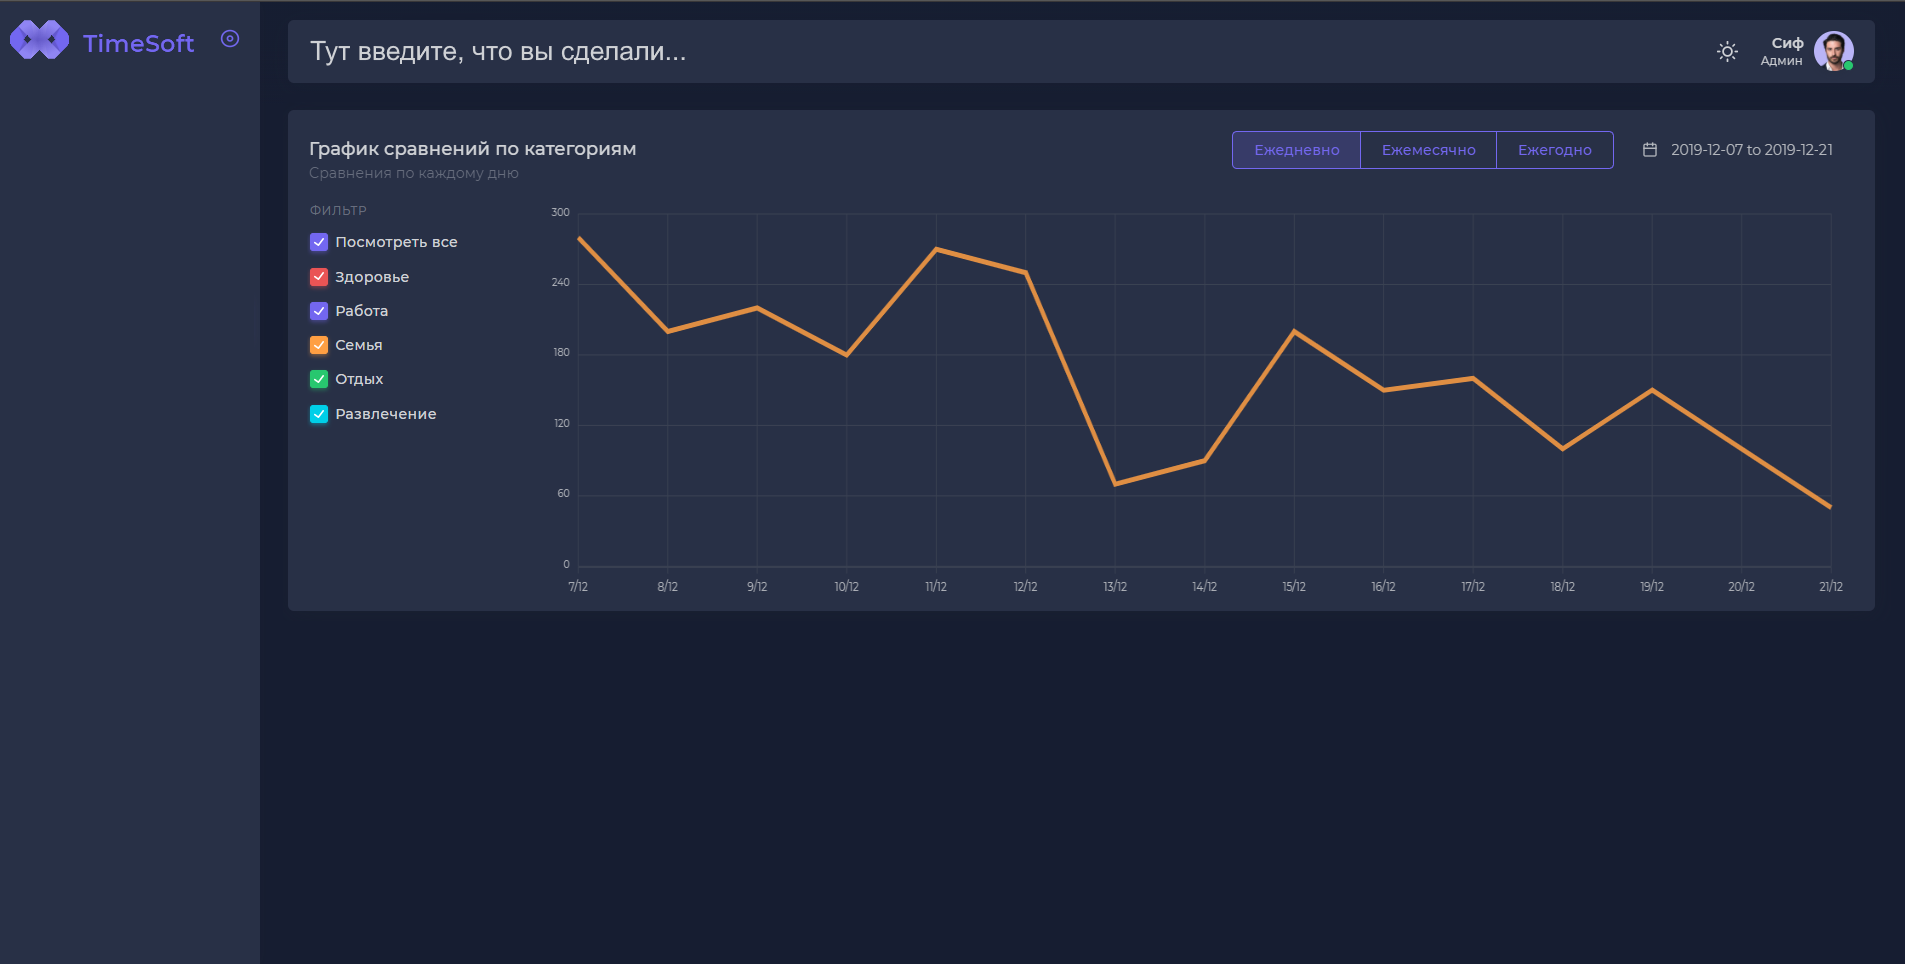 TimeSoft
Тут введите, что вы сделали...
Сиф
Админ
График сравнений по категориям
Сравнения по каждому дню
Ежедневно
Ежемесячно
Ежегодно
2019-12-07 to 2019-12-21
ФИЛЬТР
Посмотреть все
Здоровье
Работа
Семья
Отдых
Развлечение
300
240
180
120
60
0
7/12 8/12 9/12 10/12 11/12 12/12 13/12 14/12 15/12 16/12 17/12 18/12 19/12 20/12 21/12